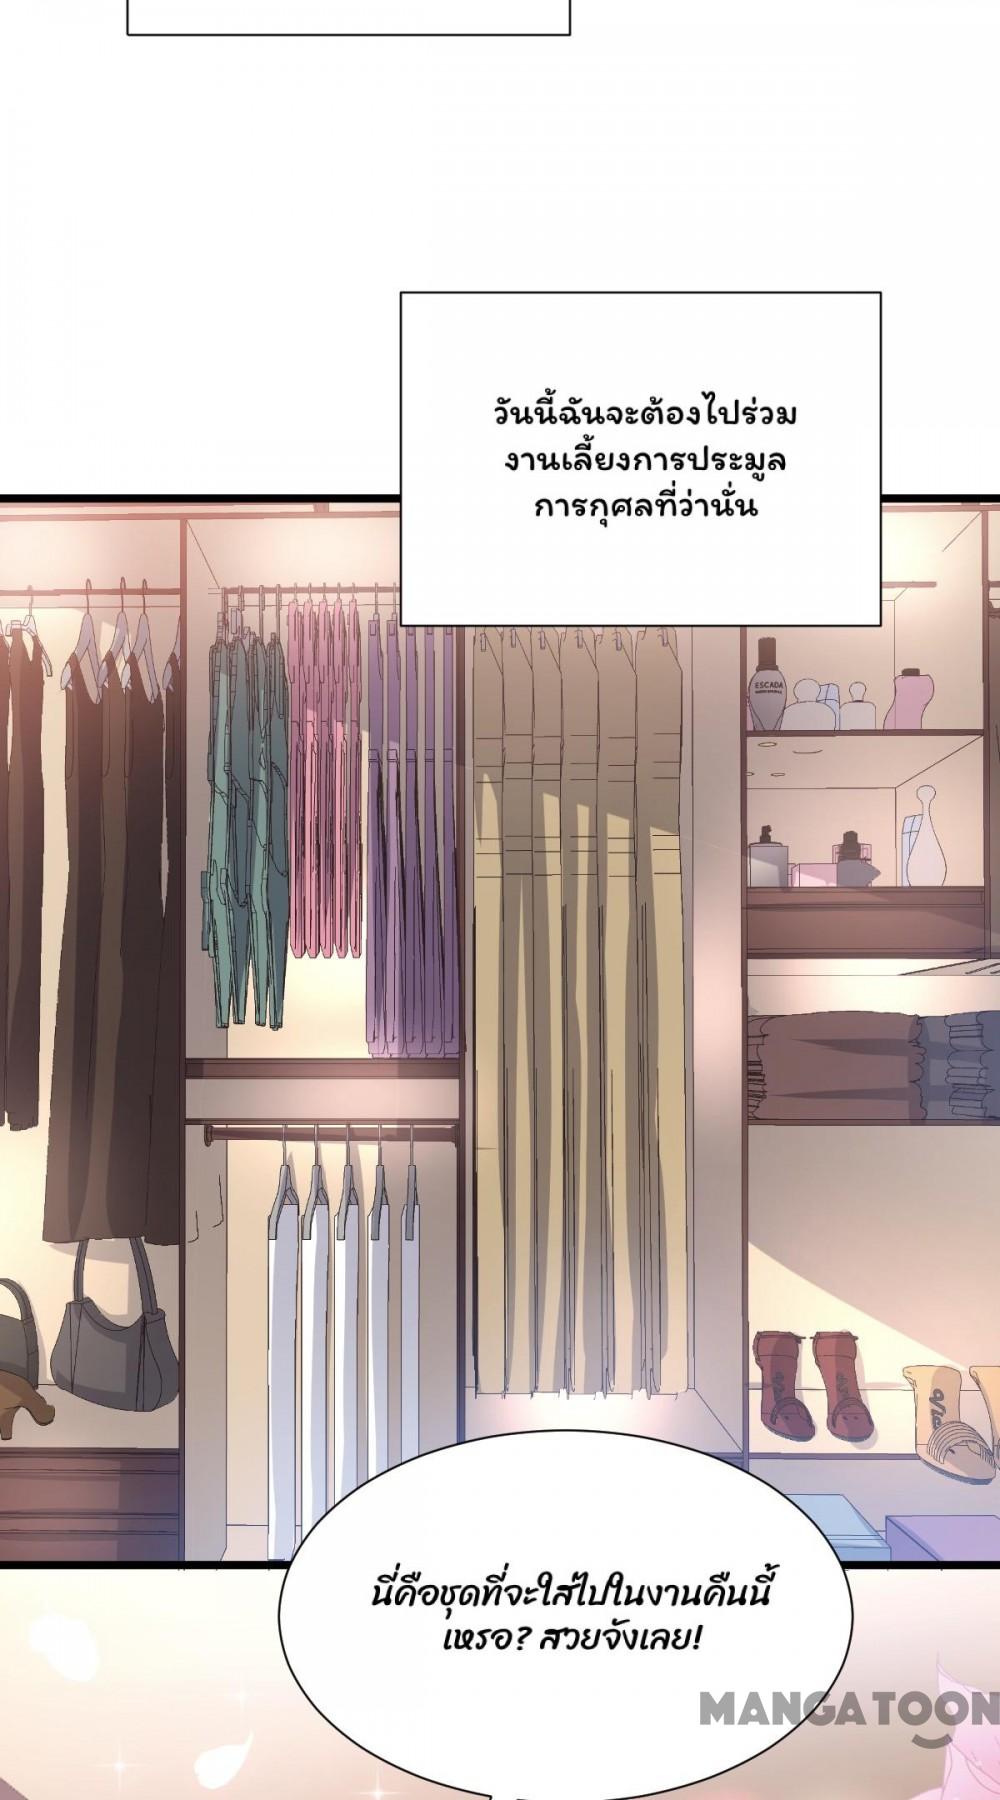 วันนี้ฉันจะต้องไปร่วม
งานเลี้ยงการประมูล
การกุศลที่ว่านั่น
ESCADA
นี่คือชุดที่จะใส่ไปในงานคืนนี้
เหรอ? สวยจังเลย!
MANGATOON